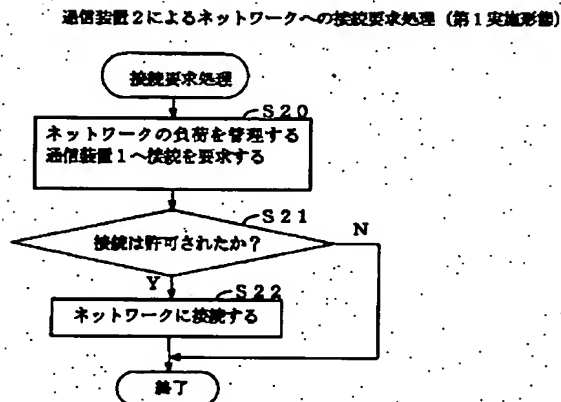 通信装置2によるネットワークへの接続要求処理（第1実施形態）
接続要求処理
S20
ネットワークの負荷を管理する
通信装置1へ接続を要求する
S21
接続は許可されたか？
N
Y
S22
ネットワークに接続する
終了